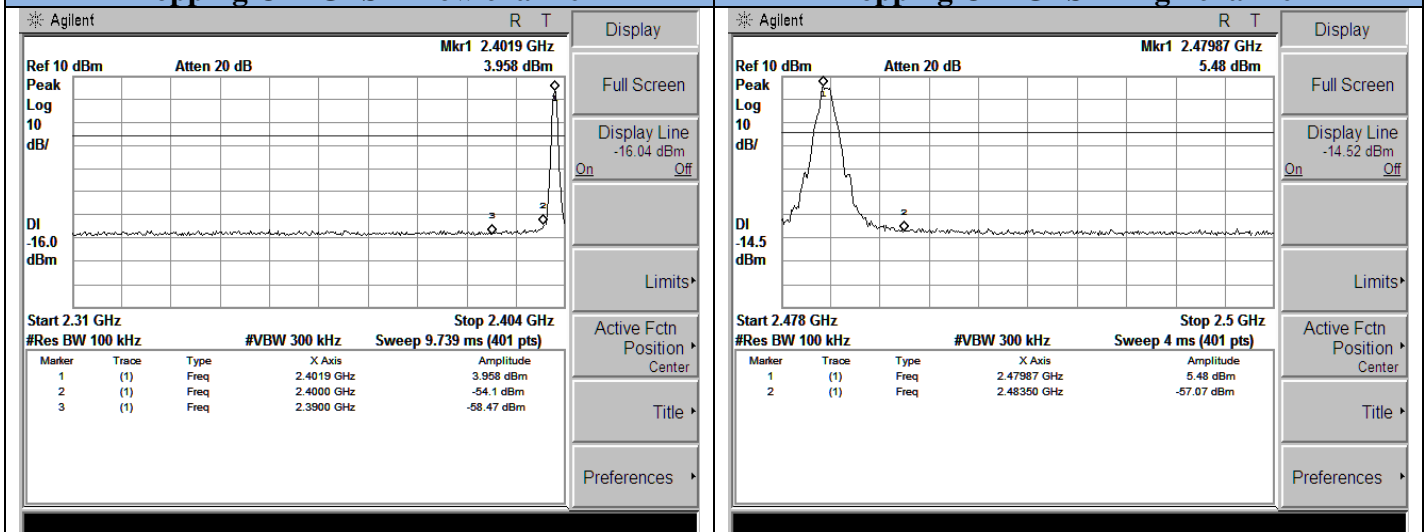 Agilent R T
Mkr1 2.4019 GHz
Ref 10 dBm Atten 20 dB 3.958 dBm
Peak
Log
10
dB/
1
3
2
DI
-16.0
dBm
Start 2.31 GHz Stop 2.404 GHz
#Res BW 100 kHz #VBW 300 kHz Sweep 9.739 ms (401 pts)
Marker Trace Type X Axis Amplitude
1 (1) Freq 2.4019 GHz 3.958 dBm
2 (1) Freq 2.4000 GHz -54.1 dBm
3 (1) Freq 2.3900 GHz -58.47 dBm
Display
Full Screen
Display Line
-16.04 dBm
On Off
Limits
Active Fctn
Position
Center
Title
Preferences
Agilent R T
Mkr1 2.47987 GHz
Ref 10 dBm Atten 20 dB 5.48 dBm
Peak
Log
10
dB/
1
2
DI
-14.5
dBm
Start 2.478 GHz Stop 2.5 GHz
#Res BW 100 kHz #VBW 300 kHz Sweep 4 ms (401 pts)
Marker Trace Type X Axis Amplitude
1 (1) Freq 2.47987 GHz 5.48 dBm
2 (1) Freq 2.48350 GHz -57.07 dBm
Display
Full Screen
Display Line
-14.52 dBm
On Off
Limits
Active Fctn
Position
Center
Title
Preferences